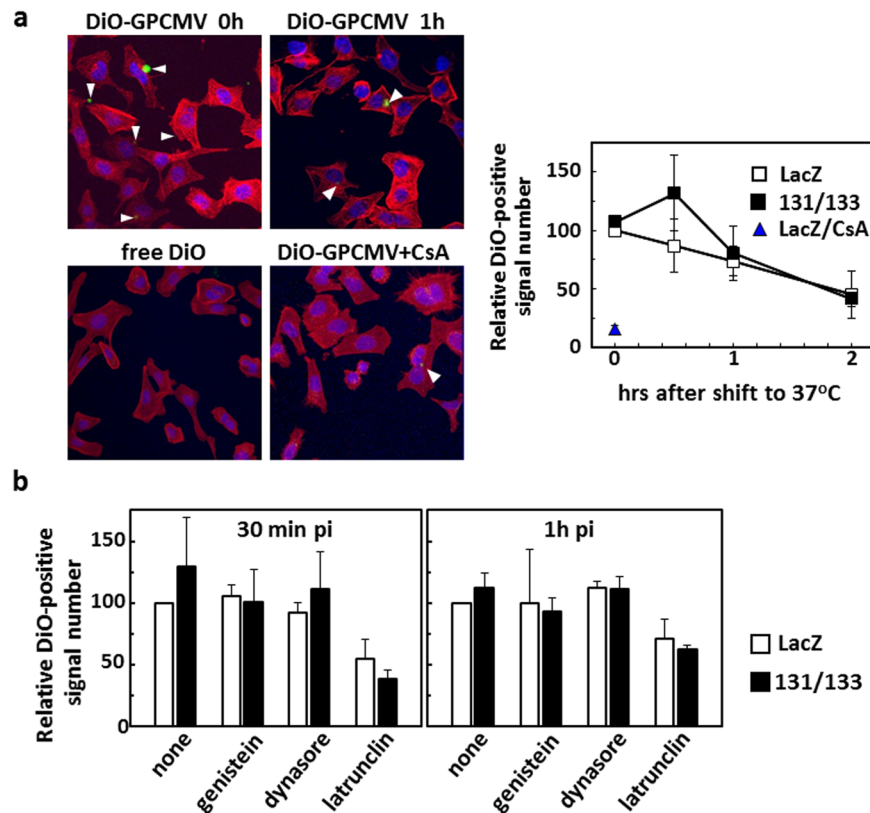 a
DiO-GPCMV 0h
DiO-GPCMV 1h
free DiO
DiO-GPCMV+CsA
Relative DiO-positive
signal number
150
100
50
0
0
1
2
hrs after shift to 37°C
LacZ
131/133
LacZ/CsA
b
Relative DiO-positive
signal number
150
100
50
0
30 min pi
1h pi
none
genistein
dynasore
latrunclin
none
genistein
dynasore
latrunclin
LacZ
131/133